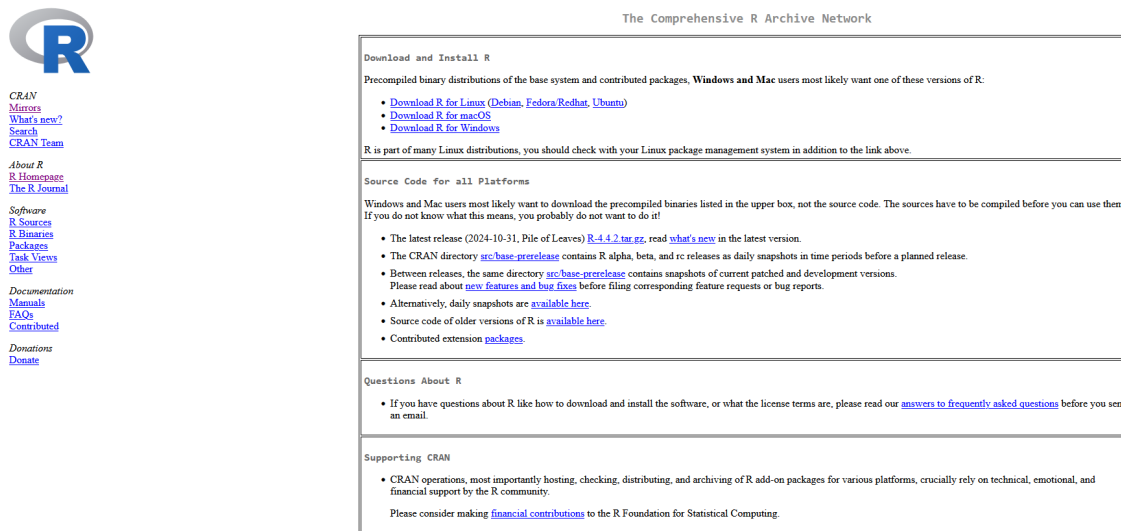 R
CRAN
Mirrors
What's new?
Search
CRAN Team
About R
R Homepage
The R Journal
Software
R Sources
R Binaries
Packages
Task Views
Other
Documentation
Manuals
FAQs
Contributed
Donations
Donate
The Comprehensive R Archive Network
Download and Install R
Precompiled binary distributions of the base system and contributed packages, Windows and Mac users most likely want one of these versions of R:
• Download R for Linux (Debian, Fedora/Redhat, Ubuntu)
• Download R for macOS
• Download R for Windows
R is part of many Linux distributions, you should check with your Linux package management system in addition to the link above.
Source Code for all Platforms
Windows and Mac users most likely want to download the precompiled binaries listed in the upper box, not the source code. The sources have to be compiled before you can use them
If you do not know what this means, you probably do not want to do it!
• The latest release (2024-10-31, Pile of Leaves) R-4.4.2.tar.gz, read what's new in the latest version.
• The CRAN directory src/base-prerelease contains R alpha, beta, and rc releases as daily snapshots in time periods before a planned release.
• Between releases, the same directory src/base-prerelease contains snapshots of current patched and development versions.
Please read about new features and bug fixes before filing corresponding feature requests or bug reports.
• Alternatively, daily snapshots are available here.
• Source code of older versions of R is available here.
• Contributed extension packages.
Questions About R
• If you have questions about R like how to download and install the software, or what the license terms are, please read our answers to frequently asked questions before you sen
an email.
Supporting CRAN
• CRAN operations, most importantly hosting, checking, distributing, and archiving of R add-on packages for various platforms, crucially rely on technical, emotional, and
financial support by the R community.
Please consider making financial contributions to the R Foundation for Statistical Computing.